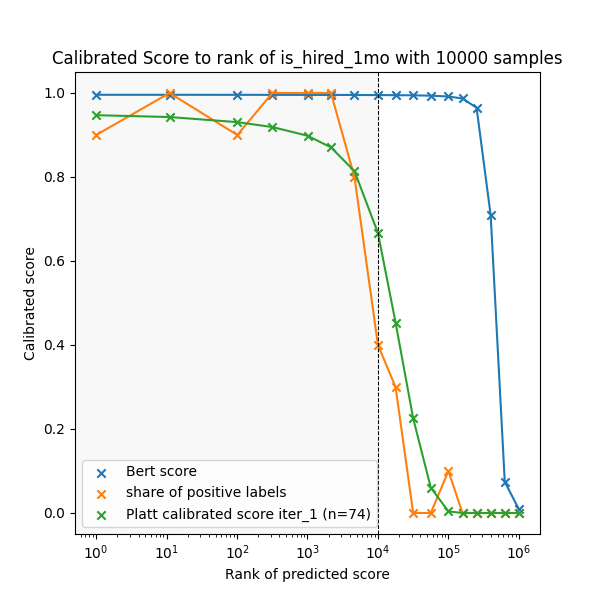 Calibrated Score to rank of is_hired_1mo with 10000 samples
1.0
0.8
0.6
0.4
0.2
0.0
Calibrated score
Bert score
share of positive labels
Platt calibrated score iter_1 (n=74)
10⁰ 10¹ 10² 10³ 10⁴ 10⁵ 10⁶
Rank of predicted score